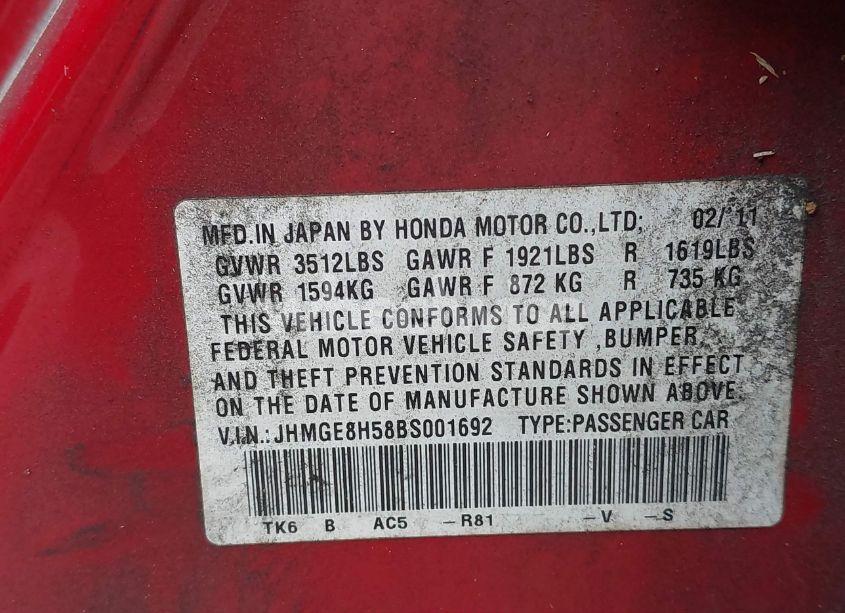 MFD.IN JAPAN BY HONDA MOTOR CO.,LTD; 02/'11
GVWR 3512LBS GAWR F 1921LBS R 1619LBS
GVWR 1594KG GAWR F 872 KG R 735 KG
THIS VEHICLE CONFORMS TO ALL APPLICABLE
FEDERAL MOTOR VEHICLE SAFETY ,BUMPER,
AND THEFT PREVENTION STANDARDS IN EFFECT
ON THE DATE OF MANUFACTURE SHOWN ABOVE.
V.I.N.:JHMGE8H58BS001692 TYPE:PASSENGER CAR
TK6 B AC5 –R81 –V –S